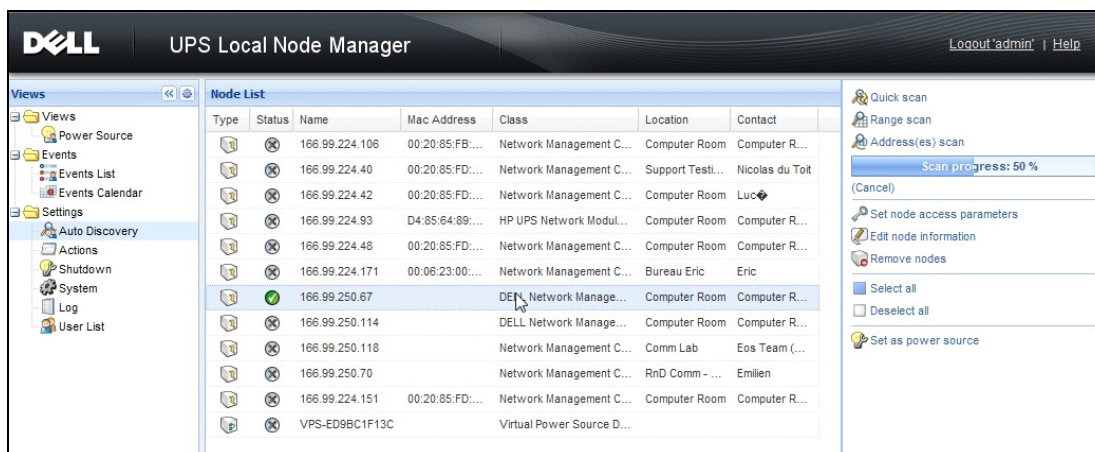 DELL UPS Local Node Manager Logout 'admin' | Help
Views
Views
Power Source
Events
Events List
Events Calendar
Settings
Auto Discovery
Actions
Shutdown
System
Log
User List
Node List
Type Status Name Mac Address Class Location Contact
166.99.224.106 00:20:85:FB:... Network Management C... Computer Room Computer R...
166.99.224.40 00:20:85:FD:... Network Management C... Support Testi... Nicolas du Toit
166.99.224.42 00:20:85:FD:... Network Management C... Computer Room Luc�
166.99.224.93 D4:85:64:89:... HP UPS Network Modul... Computer Room Computer R...
166.99.224.48 00:20:85:FD:... Network Management C... Computer Room Computer R...
166.99.224.171 00:06:23:00:... Network Management C... Bureau Eric Eric
166.99.250.67 DELL Network Manage... Computer Room Computer R...
166.99.250.114 DELL Network Manage... Computer Room Computer R...
166.99.250.118 Network Management C... Comm Lab Eos Team (...
166.99.250.70 Network Management C... RnD Comm - ... Emilien
166.99.224.151 00:20:85:FD:... Network Management C... Computer Room Computer R...
VPS-ED9BC1F13C Virtual Power Source D...
Quick scan
Range scan
Address(es) scan
Scan progress: 50 %
(Cancel)
Set node access parameters
Edit node information
Remove nodes
Select all
Deselect all
Set as power source